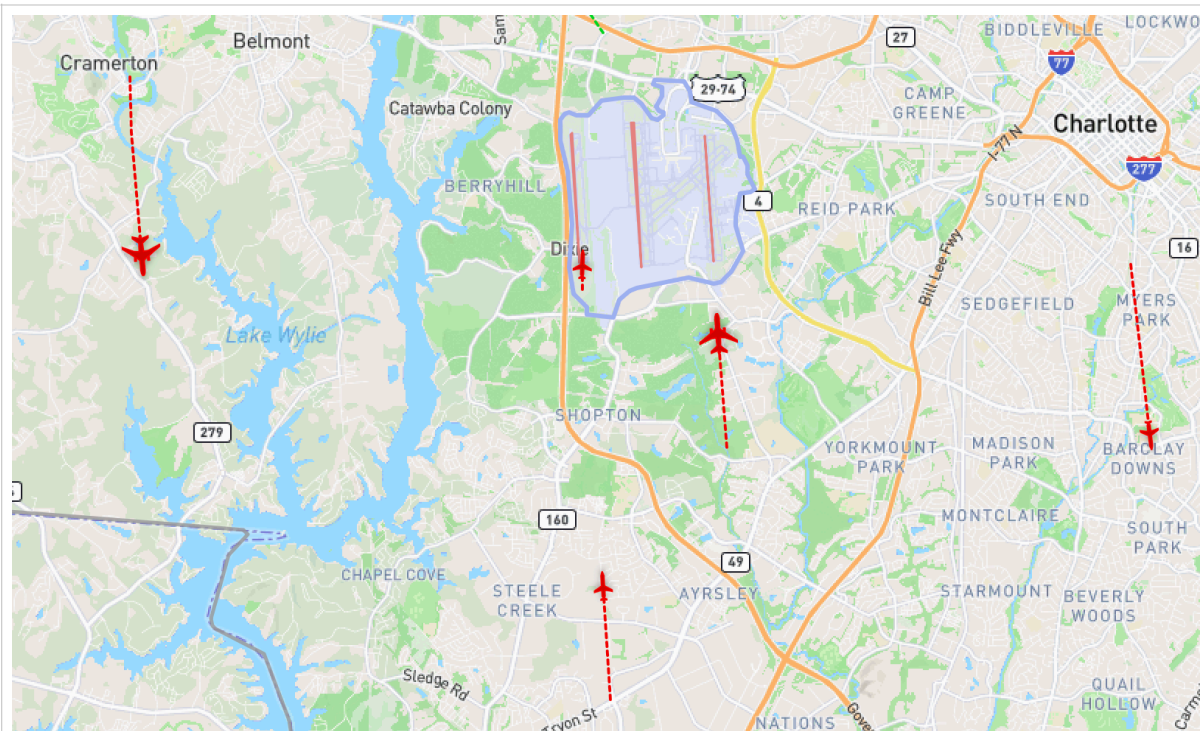 LOCKWO
BIDDLEVILLE
27
Belmont
Sam
Cramerton
77
29-74
CAMP
GREENE
Catawba Colony
Charlotte
I-77 N
277
BERRYHILL
4
REID PARK
SOUTH END
Dixie
16
Bill Lee Fwy
SEDGEFIELD
MYERS
PARK
Lake Wylie
SHOPTON
279
YORKMOUNT
PARK
MADISON
PARK
BARCLAY
DOWNS
160
MONTCLAIRE
SOUTH
PARK
49
CHAPEL COVE
STEELE
CREEK
AYRSLEY
STARMOUNT
BEVERLY
WOODS
Sledge Rd
QUAIL
HOLLOW
Tryon St
NATIONS
Gove
Carm